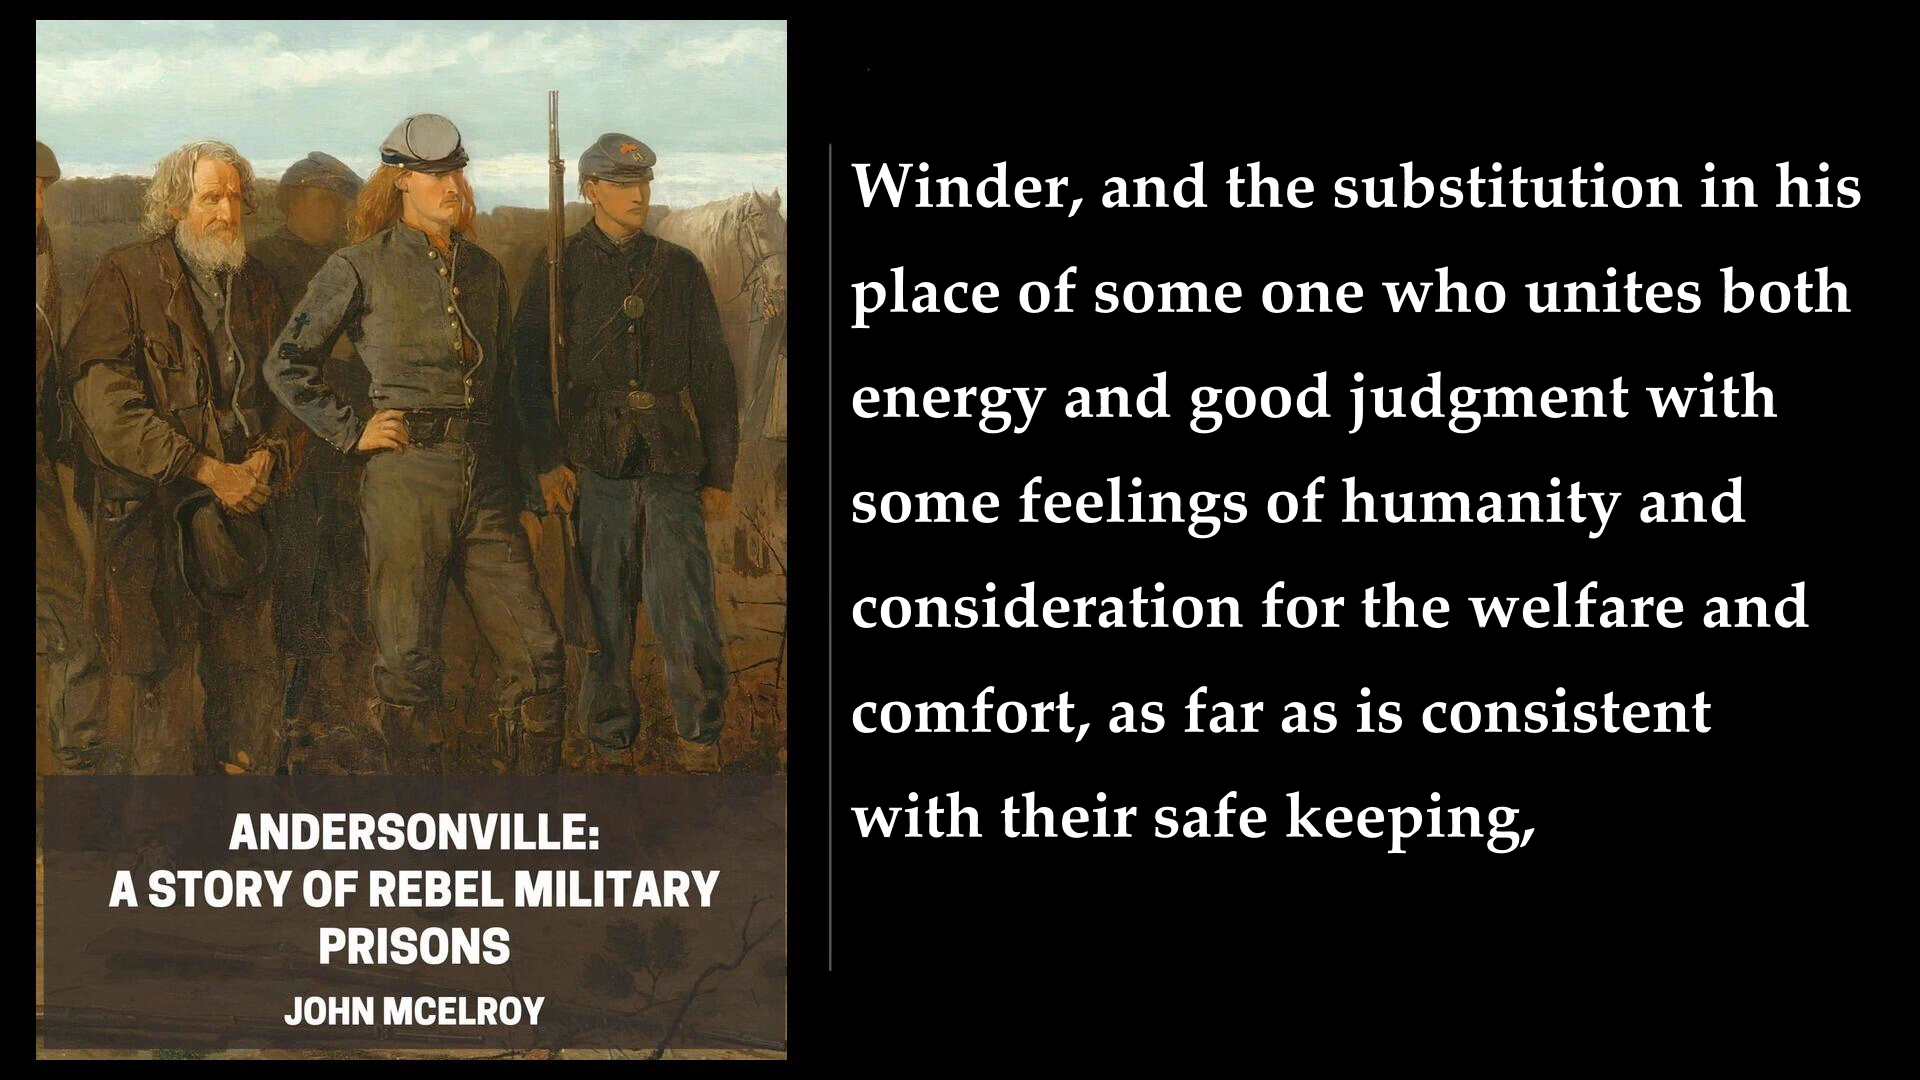 ANDERSONVILLE:
A STORY OF REBEL MILITARY
PRISONS
JOHN MCELROY
Winder, and the substitution in his
place of some one who unites both
energy and good judgment with
some feelings of humanity and
consideration for the welfare and
comfort, as far as is consistent
with their safe keeping,